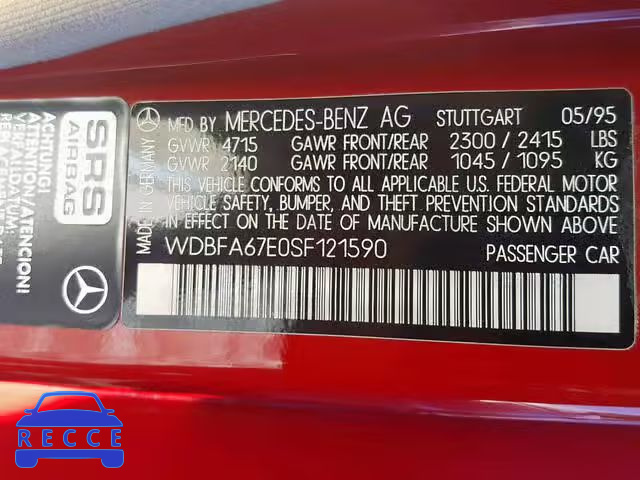 ACHTUNG!
ATTENTION/ATENCION!
SRS
AIRBAG
MADE IN GERMANY
MFD BY MERCEDES-BENZ AG STUTTGART 05/95
GVWR 4715 GAWR FRONT/REAR 2300 / 2415 LBS
GVWR 2140 GAWR FRONT/REAR 1045 / 1095 KG
THIS VEHICLE CONFORMS TO ALL APPLICABLE U.S. FEDERAL MOTOR
VEHICLE SAFETY, BUMPER, AND THEFT PREVENTION STANDARDS
IN EFFECT ON THE DATE OF MANUFACTURE SHOWN ABOVE
WDBFA67E0SF121590 PASSENGER CAR
RECCE